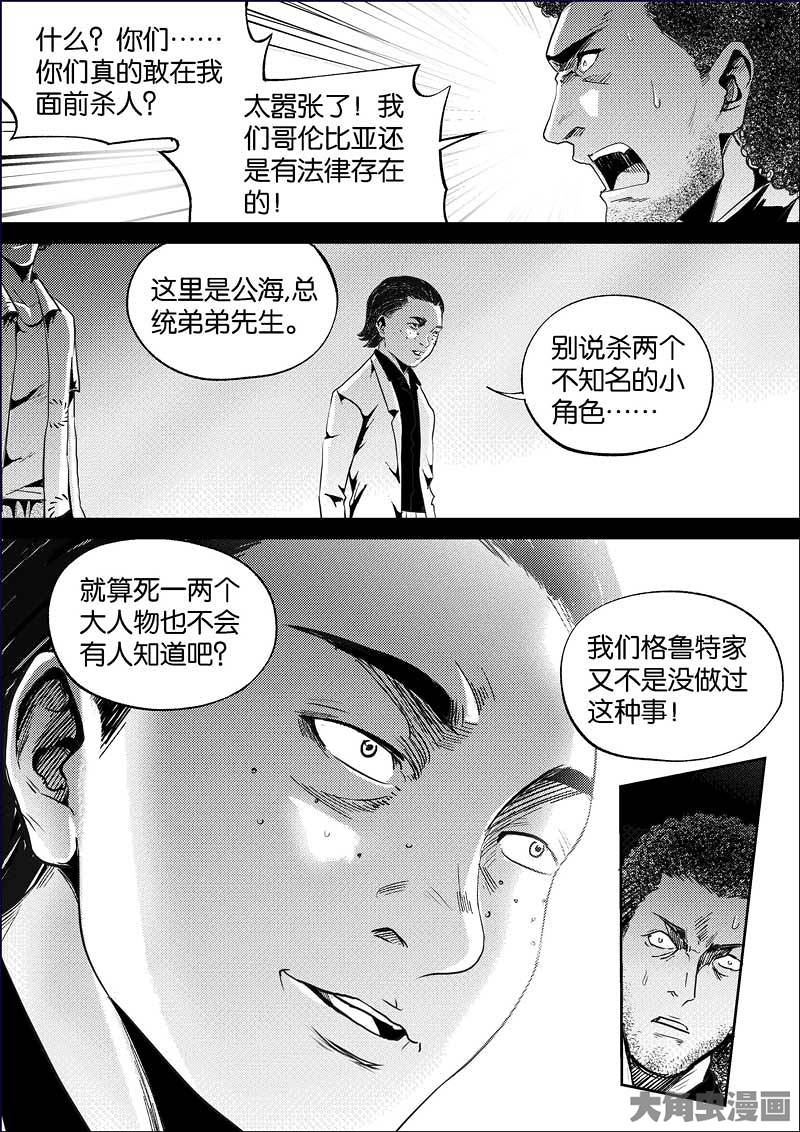 什么？你们……
你们真的敢在我
面前杀人？
太嚣张了！我
们哥伦比亚还
是有法律存在
的！
这里是公海,总
统弟弟先生。
别说杀两个
不知名的小
角色……
就算死一两个
大人物也不会
有人知道吧？
我们格鲁特家
又不是没做过
这种事！
大角虫漫画